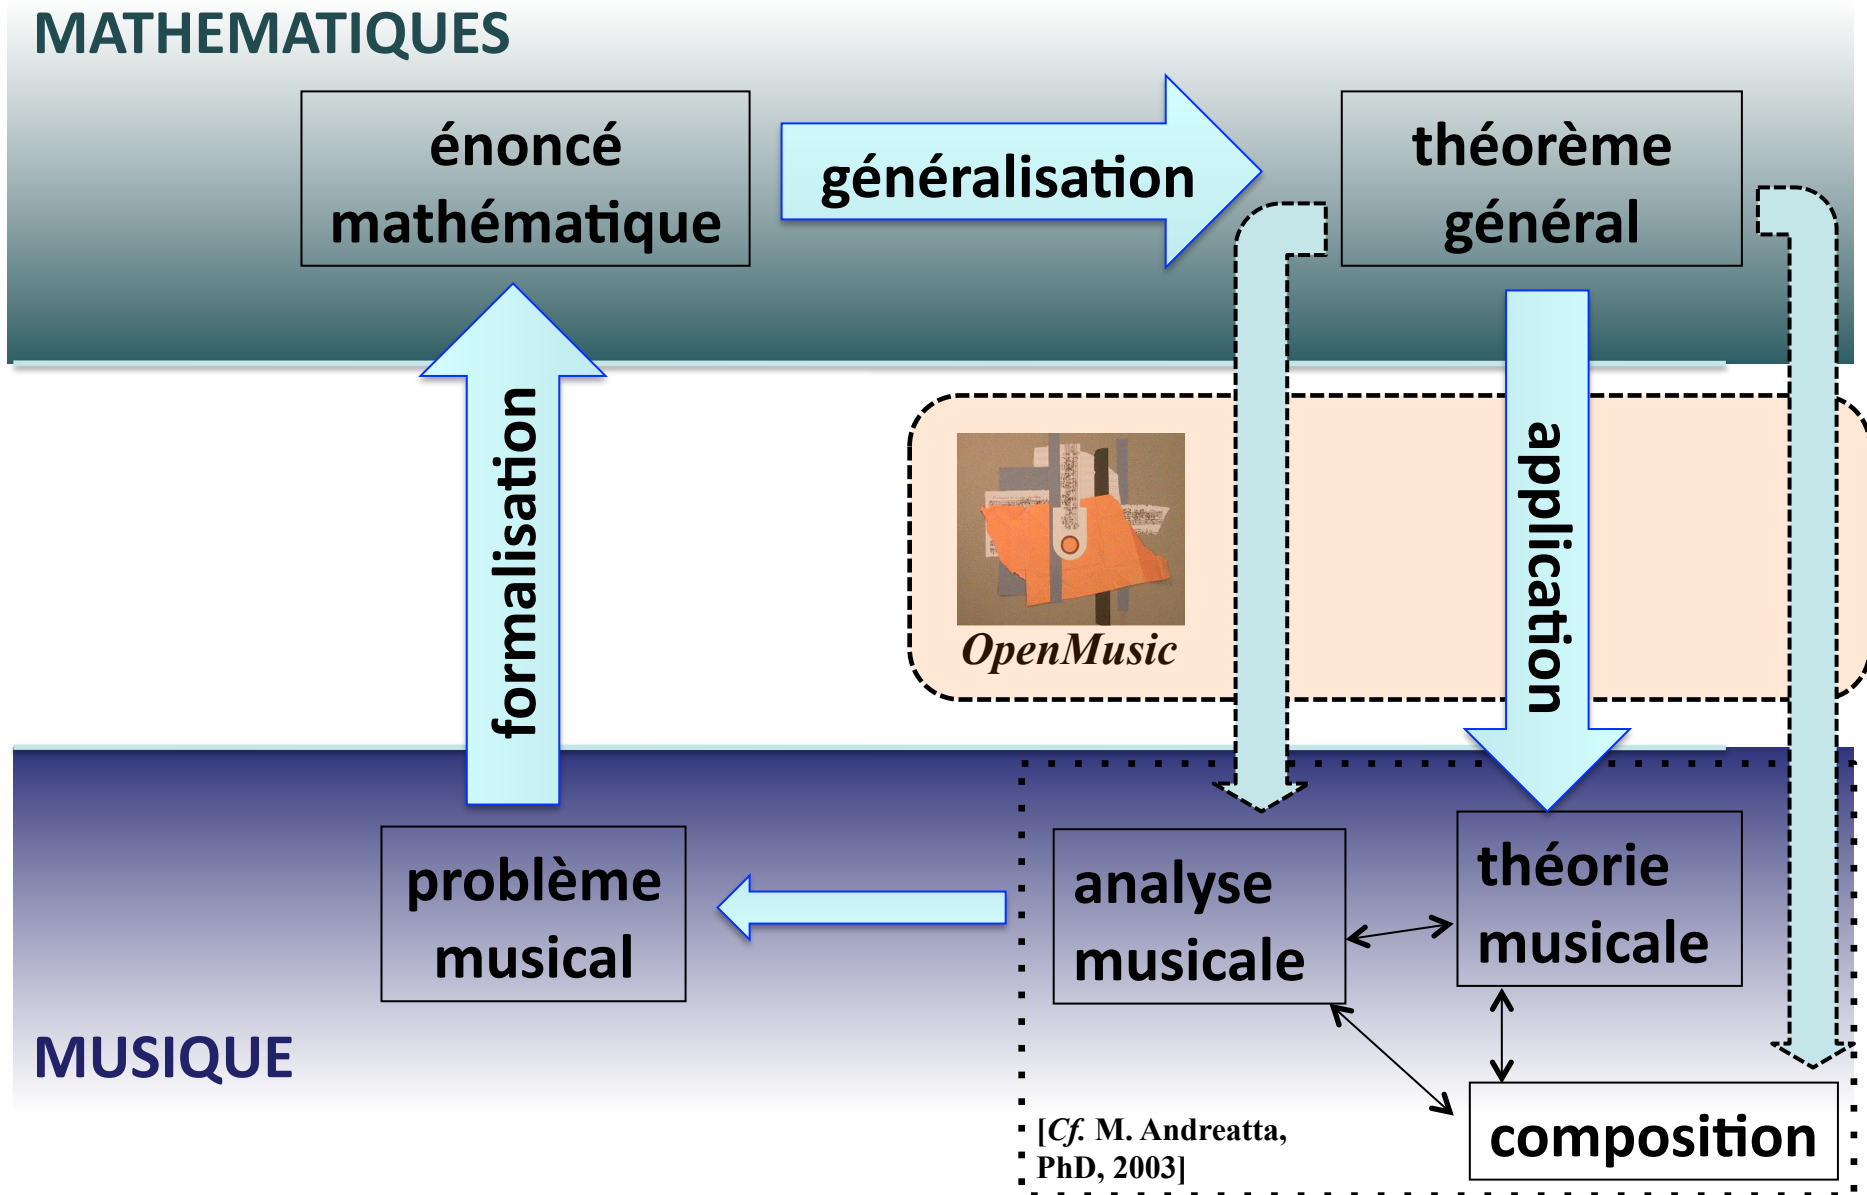 MATHEMATIQUES
énoncé
mathématique
généralisation
théorème
général
formalisation
OpenMusic
application
problème
musical
analyse
musicale
théorie
musicale
MUSIQUE
[Cf. M. Andreatta,
PhD, 2003]
composition